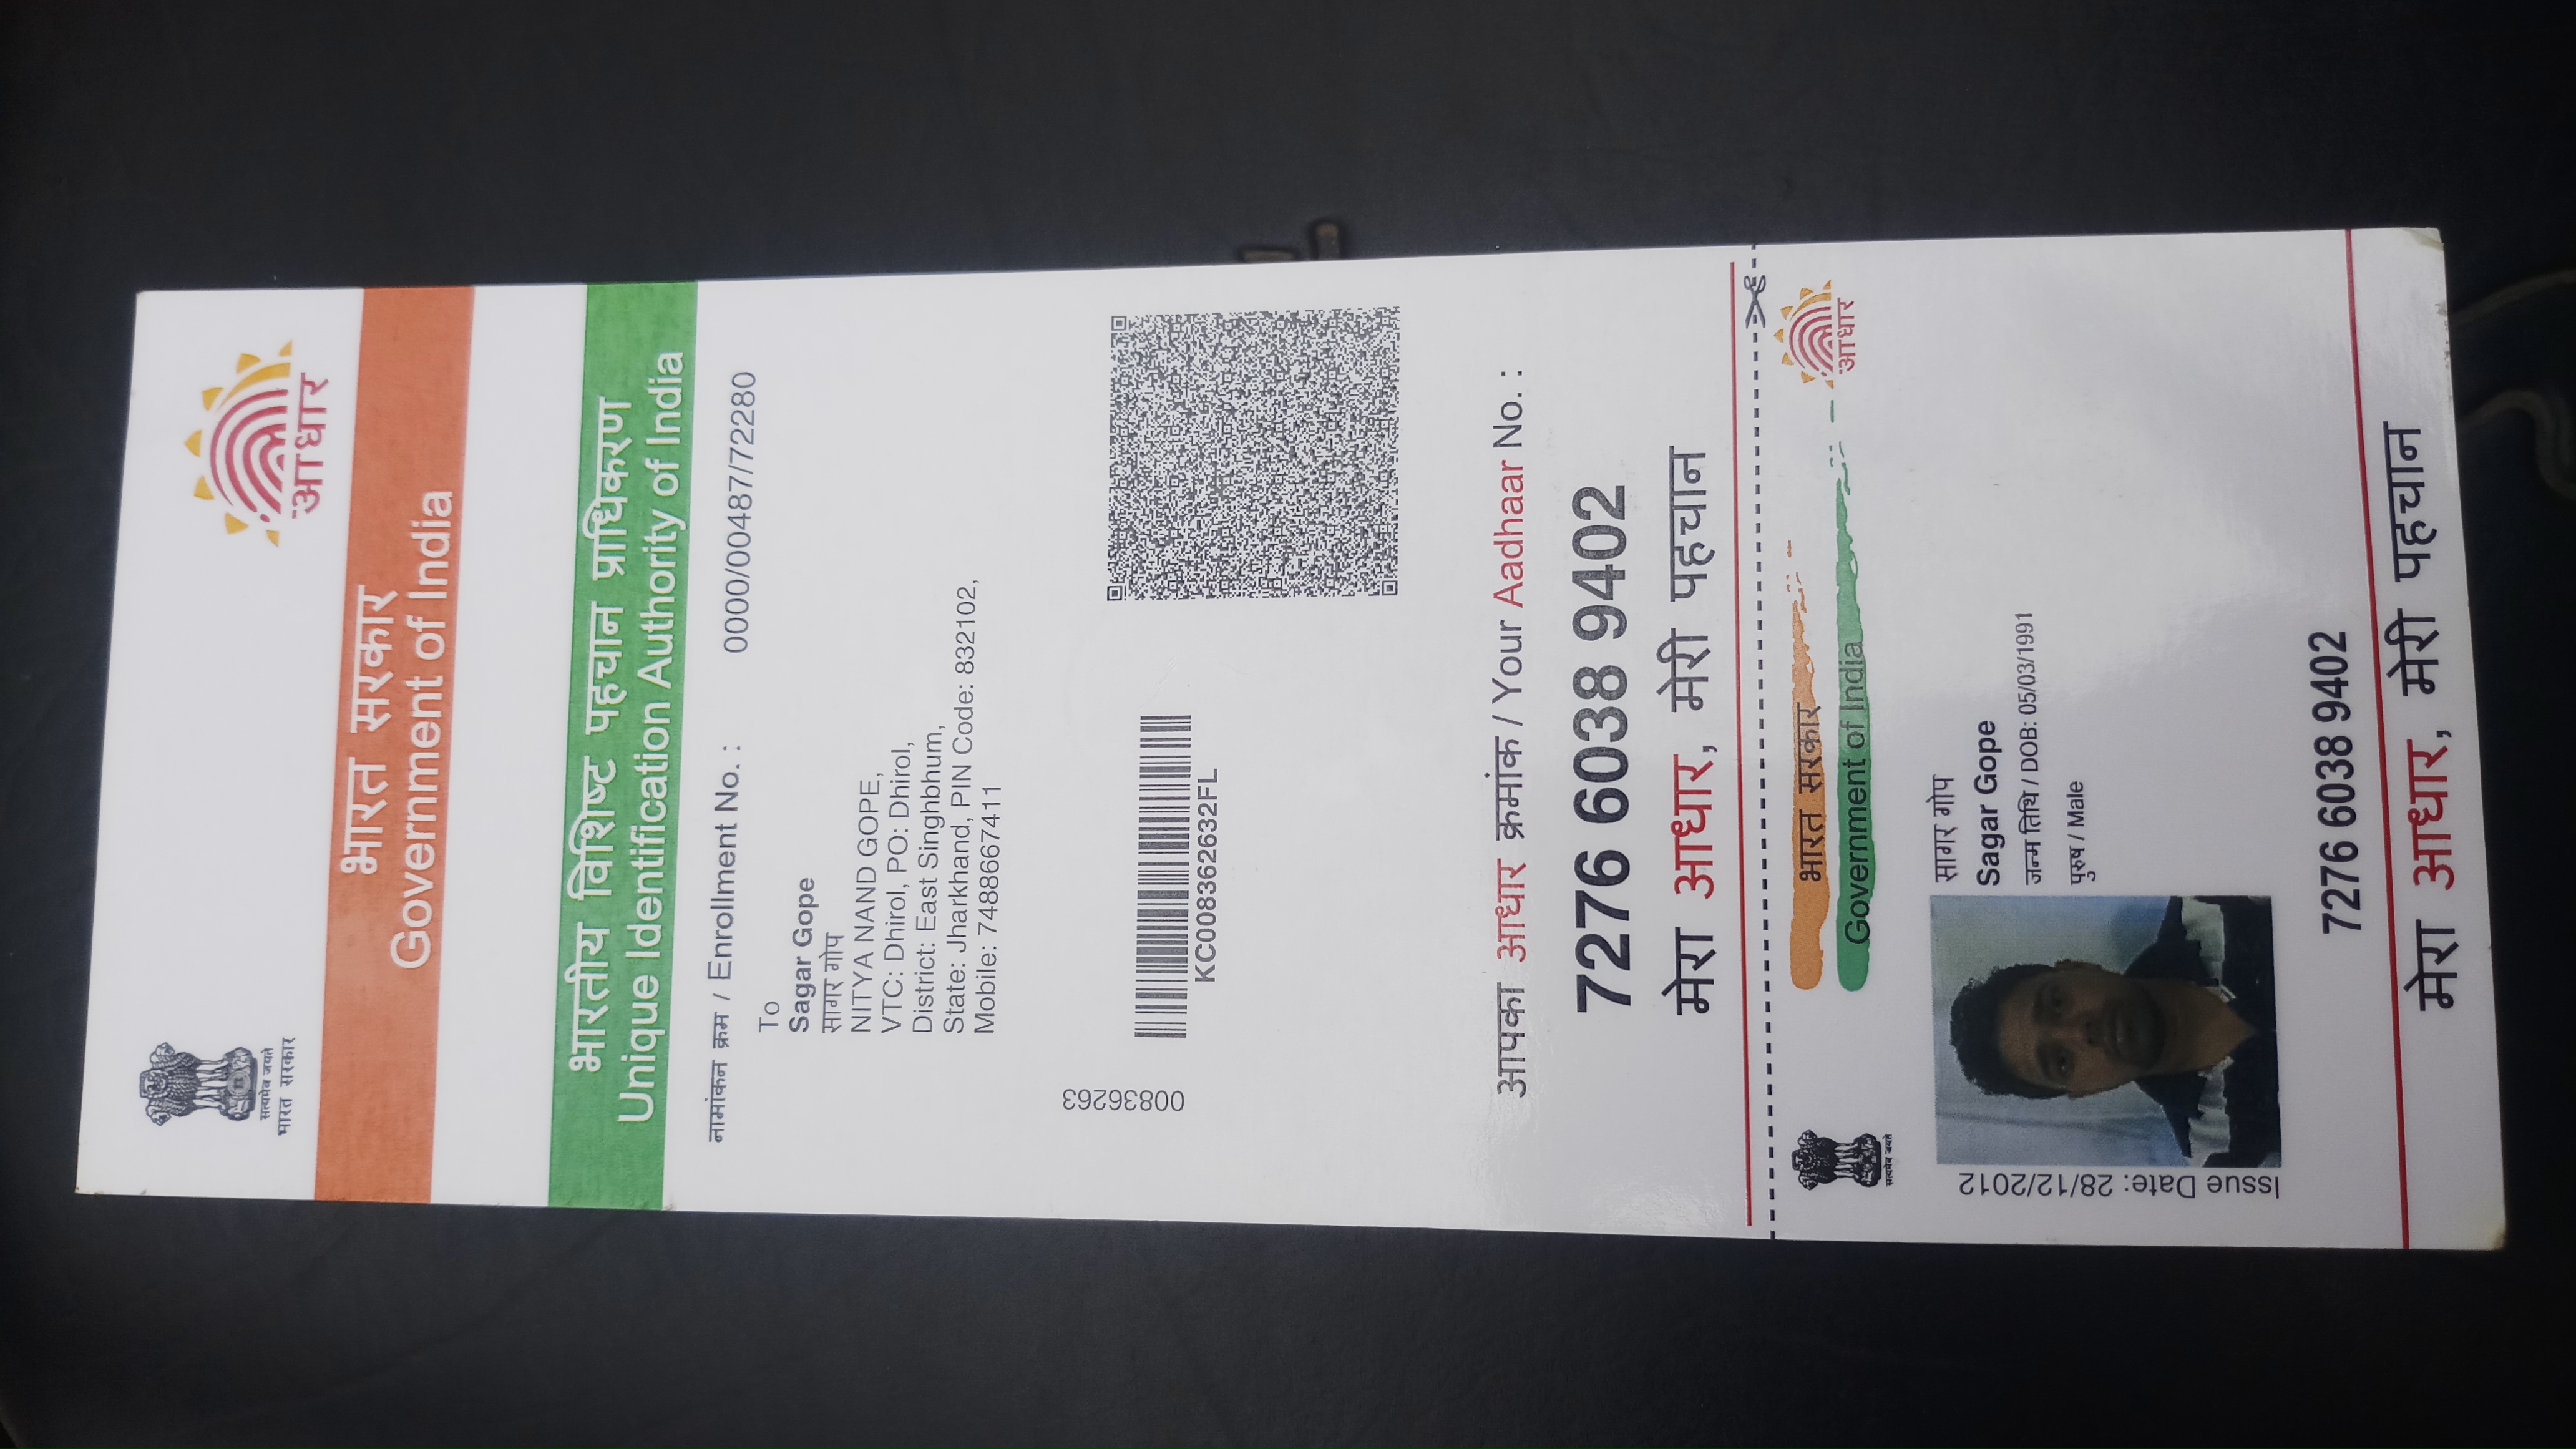 सत्यमेव जयते
भारत सरकार
आधार
भारत सरकार
Government of India
भारतीय विशिष्ट पहचान प्राधिकरण
Unique Identification Authority of India
नामांकन क्रम / Enrollment No. : 0000/00487/72280
To
Sagar Gope
सागर गोप
NITYA NAND GOPE,
VTC: Dhirol, PO: Dhirol,
District: East Singhbhum,
State: Jharkhand, PIN Code: 832102,
Mobile: 7488667411
00836263
KC008362632FL
आपका आधार क्रमांक / Your Aadhaar No. :
7276 6038 9402
मेरा आधार, मेरी पहचान
सत्यमेव जयते
भारत सरकार
Government of India
आधार
Issue Date: 28/12/2012
सागर गोप
Sagar Gope
जन्म तिथि / DOB: 05/03/1991
पुरुष / Male
7276 6038 9402
मेरा आधार, मेरी पहचान